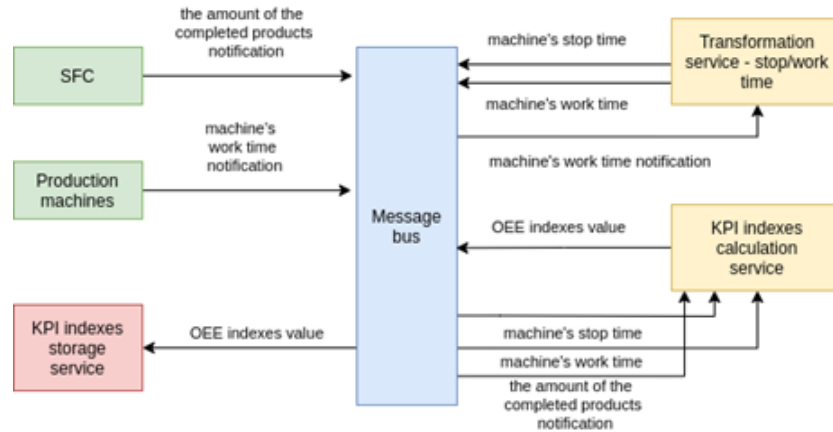 the amount of the
completed products
notification
SFC
machine's
work time
notification
Production
machines
KPI indexes
storage
service
OEE indexes value
Message
bus
machine's stop time
machine's work time
machine's work time notification
Transformation
service - stop/work
time
OEE indexes value
KPI indexes
calculation
service
machine's stop time
machine's work time
the amount of the
completed products
notification